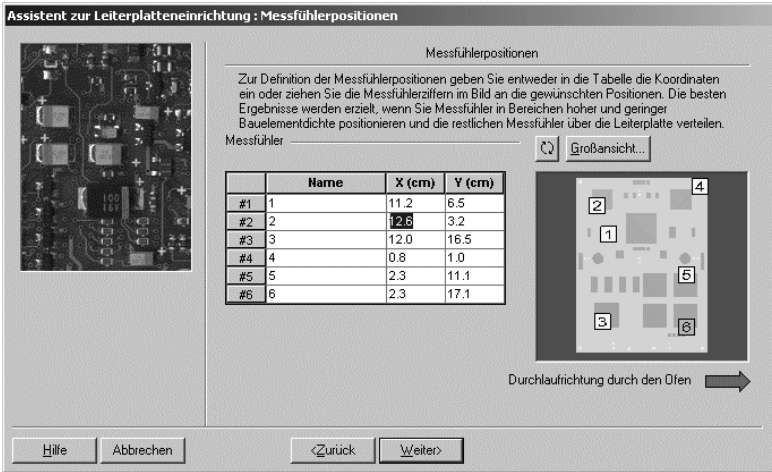 Assistent zur Leiterplatteneinrichtung : Messfühlerpositionen
Messfühlerpositionen
Zur Definition der Messfühlerpositionen geben Sie entweder in die Tabelle die Koordinaten
ein oder ziehen Sie die Messfühlerziffern im Bild an die gewünschten Positionen. Die besten
Ergebnisse werden erzielt, wenn Sie Messfühler in Bereichen hoher und geringer
Bauelementdichte positionieren und die restlichen Messfühler über die Leiterplatte verteilen.
Messfühler
Großansicht...
Name X (cm) Y (cm)
#1 1 11.2 6.5
#2 2 12.6 3.2
#3 3 12.0 16.5
#4 4 0.8 1.0
#5 5 2.3 11.1
#6 6 2.3 17.1
4
2
1
5
3
6
Durchlaufrichtung durch den Ofen
Hilfe Abbrechen <Zurück Weiter>
100
16V